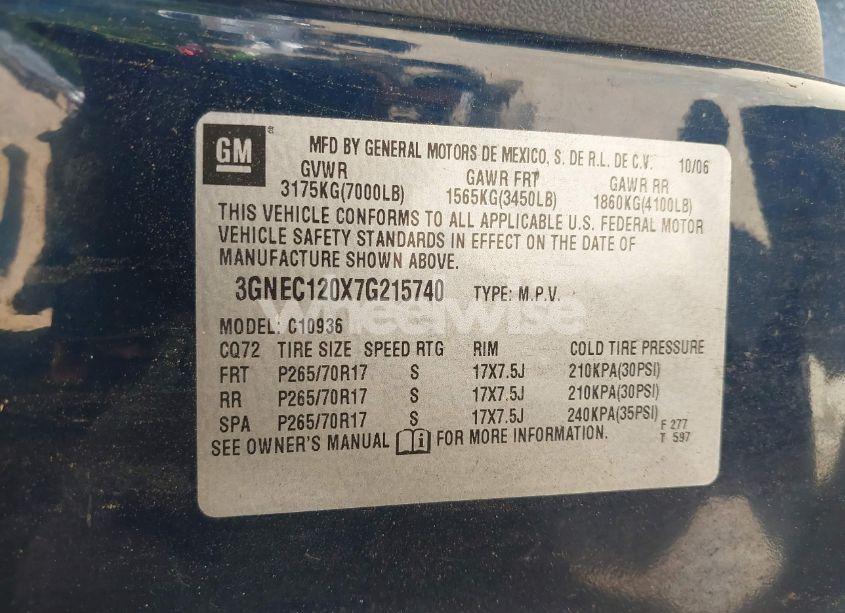 GM
MFD BY GENERAL MOTORS DE MEXICO, S. DE R.L. DE C.V. 10/06
GVWR GAWR FRT GAWR RR
3175KG(7000LB) 1565KG(3450LB) 1860KG(4100LB)
THIS VEHICLE CONFORMS TO ALL APPLICABLE U.S. FEDERAL MOTOR
VEHICLE SAFETY STANDARDS IN EFFECT ON THE DATE OF
MANUFACTURE SHOWN ABOVE.
3GNEC120X7G215740 TYPE: M.P.V.
Wheelwise
MODEL: C10936
CQ72 TIRE SIZE SPEED RTG RIM COLD TIRE PRESSURE
FRT P265/70R17 S 17X7.5J 210KPA(30PSI)
RR P265/70R17 S 17X7.5J 210KPA(30PSI)
SPA P265/70R17 S 17X7.5J 240KPA(35PSI)
F 277
T 597
SEE OWNER'S MANUAL i FOR MORE INFORMATION.